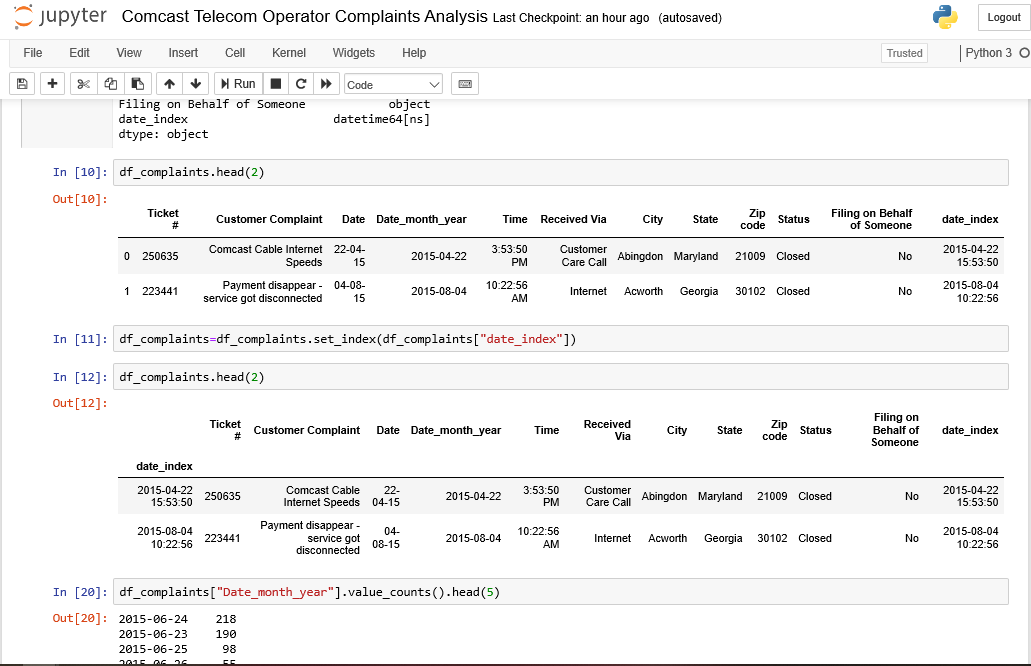 jupyter Comcast Telecom Operator Complaints Analysis Last Checkpoint: an hour ago (autosaved) Logout
File Edit View Insert Cell Kernel Widgets Help Trusted Python 3
Run Code
Filing on Behalf of Someone object
date_index datetime64[ns]
dtype: object
In [10]: df_complaints.head(2)
Out[10]:
Ticket # Customer Complaint Date Date_month_year Time Received Via City State Zip code Status Filing on Behalf of Someone date_index
0 250635 Comcast Cable Internet Speeds 22-04-15 2015-04-22 3:53:50 PM Customer Care Call Abingdon Maryland 21009 Closed No 2015-04-22 15:53:50
1 223441 Payment disappear - service got disconnected 04-08-15 2015-08-04 10:22:56 AM Internet Acworth Georgia 30102 Closed No 2015-08-04 10:22:56
In [11]: df_complaints=df_complaints.set_index(df_complaints["date_index"])
In [12]: df_complaints.head(2)
Out[12]:
Ticket # Customer Complaint Date Date_month_year Time Received Via City State Zip code Status Filing on Behalf of Someone date_index
date_index
2015-04-22 15:53:50 250635 Comcast Cable Internet Speeds 22-04-15 2015-04-22 3:53:50 PM Customer Care Call Abingdon Maryland 21009 Closed No 2015-04-22 15:53:50
2015-08-04 10:22:56 223441 Payment disappear - service got disconnected 04-08-15 2015-08-04 10:22:56 AM Internet Acworth Georgia 30102 Closed No 2015-08-04 10:22:56
In [20]: df_complaints["Date_month_year"].value_counts().head(5)
Out[20]: 2015-06-24 218
2015-06-23 190
2015-06-25 98
2015-06-26 55